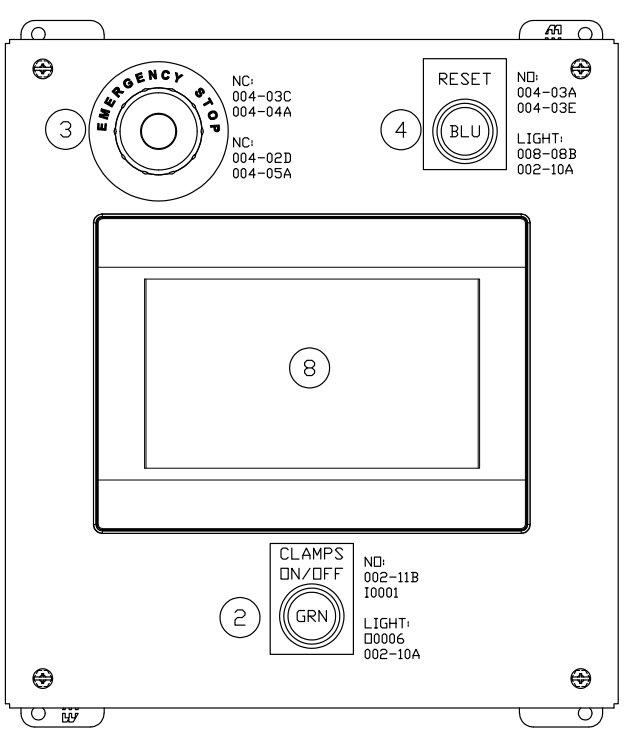 EMERGENCY STOP
3
NC:
004-03C
004-04A
NC:
004-02D
004-05A
RESET
4
BLU
NO:
004-03A
004-03E
LIGHT:
008-08B
002-10A
8
CLAMPS
ON/OFF
2
GRN
NO:
002-11B
I0001
LIGHT:
O0006
002-10A